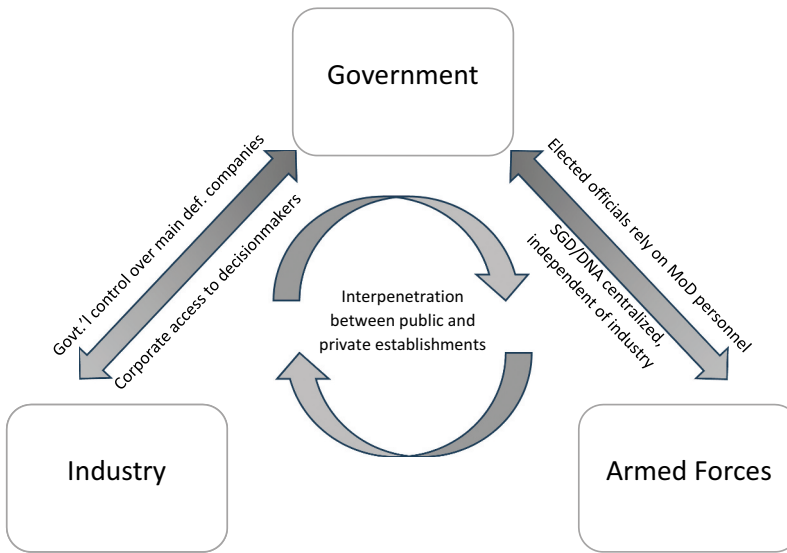 Government
Govt.'l control over main def. companies
Corporate access to decisionmakers
Elected officials rely on MoD personnel
SGD/DNA centralized,
independent of industry
Interpenetration
between public and
private establishments
Industry
Armed Forces